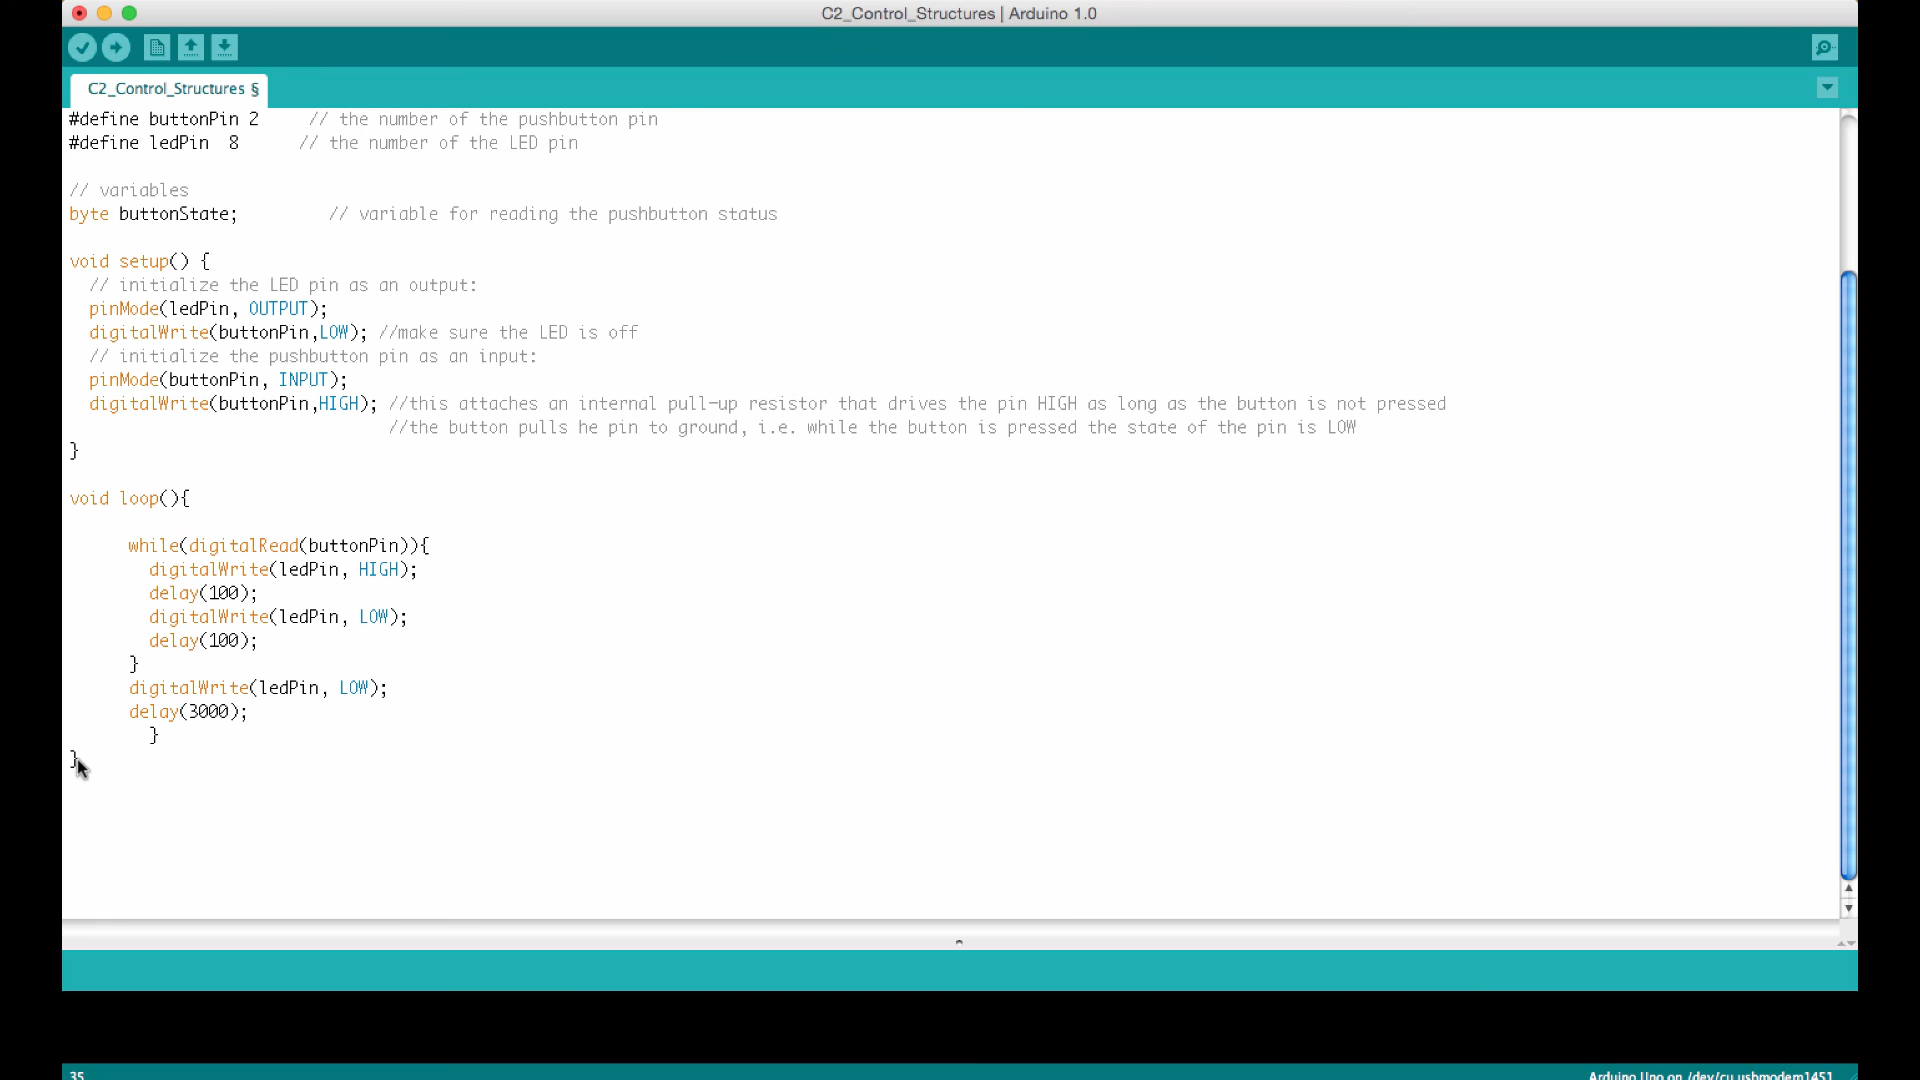 C2_Control_Structures | Arduino 1.0
C2_Control_Structures §
#define buttonPin 2     // the number of the pushbutton pin
#define ledPin  8      // the number of the LED pin
// variables
byte buttonState;         // variable for reading the pushbutton status
void setup() {
  // initialize the LED pin as an output:
  pinMode(ledPin, OUTPUT);
  digitalWrite(buttonPin,LOW); //make sure the LED is off
  // initialize the pushbutton pin as an input:
  pinMode(buttonPin, INPUT);
  digitalWrite(buttonPin,HIGH); //this attaches an internal pull-up resistor that drives the pin HIGH as long as the button is not pressed
                                //the button pulls he pin to ground, i.e. while the button is pressed the state of the pin is LOW
}
void loop(){
      while(digitalRead(buttonPin)){
        digitalWrite(ledPin, HIGH);
        delay(100);
        digitalWrite(ledPin, LOW);
        delay(100);
      }
      digitalWrite(ledPin, LOW);
      delay(3000);
        }
}
35
Arduino Uno on /dev/cu.usbmodem1451